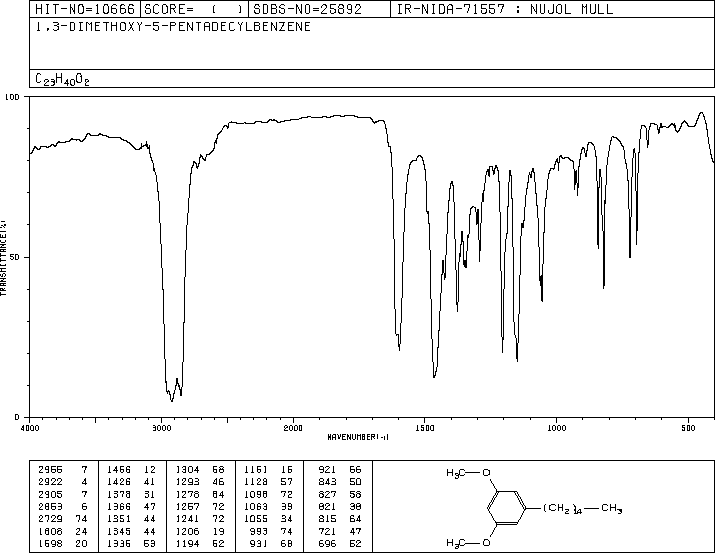 HIT-NO=10666 SCORE= ( ) SDBS-NO=25892 IR-NIDA-71557 : NUJOL MULL
1,3-DIMETHOXY-5-PENTADECYLBENZENE
C23H40O2
100
50
0
TRANSMITTANCE(%)
4000 3000 2000 1500 1000 500
WAVENUMBER(-1)
2955 7 1466 12 1304 68 1151 16 921 66
2922 4 1426 41 1293 46 1128 57 843 50
2905 7 1378 31 1278 64 1098 72 827 58
2853 6 1366 47 1257 72 1063 39 821 38
2729 74 1351 44 1241 72 1055 34 815 64
1608 24 1345 44 1206 19 993 74 721 47
1598 20 1336 53 1194 62 931 68 696 52
H3C O
(CH2)14 CH3
H3C O